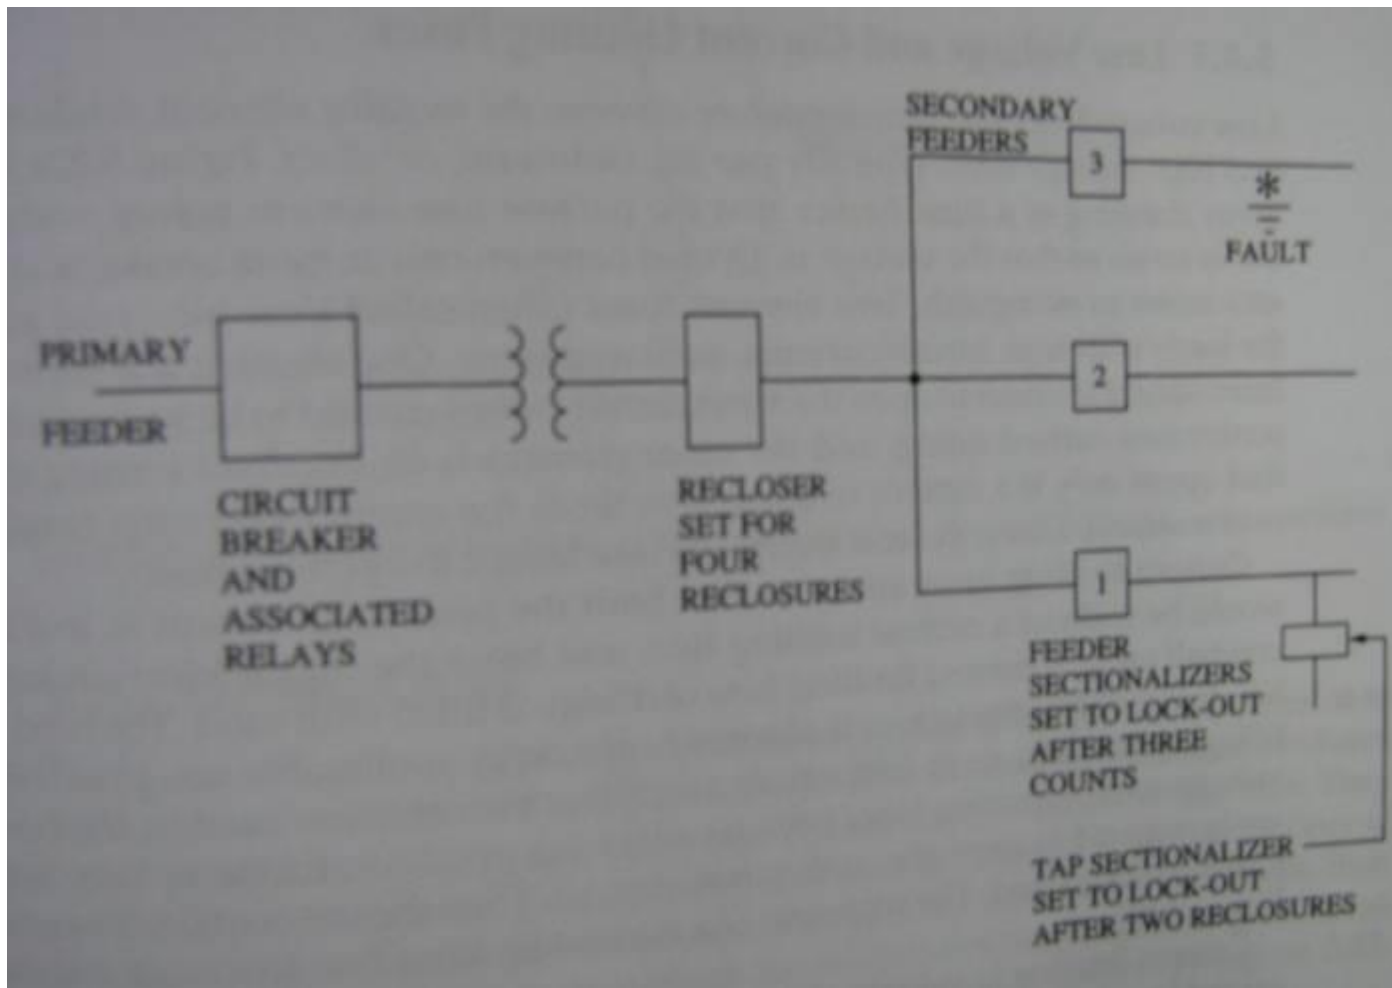 SECONDARY
FEEDERS
3
FAULT
PRIMARY
FEEDER
2
CIRCUIT
BREAKER
AND
ASSOCIATED
RELAYS
RECLOSER
SET FOR
FOUR
RECLOSURES
1
FEEDER
SECTIONALIZERS
SET TO LOCK-OUT
AFTER THREE
COUNTS
TAP SECTIONALIZER
SET TO LOCK-OUT
AFTER TWO RECLOSURES